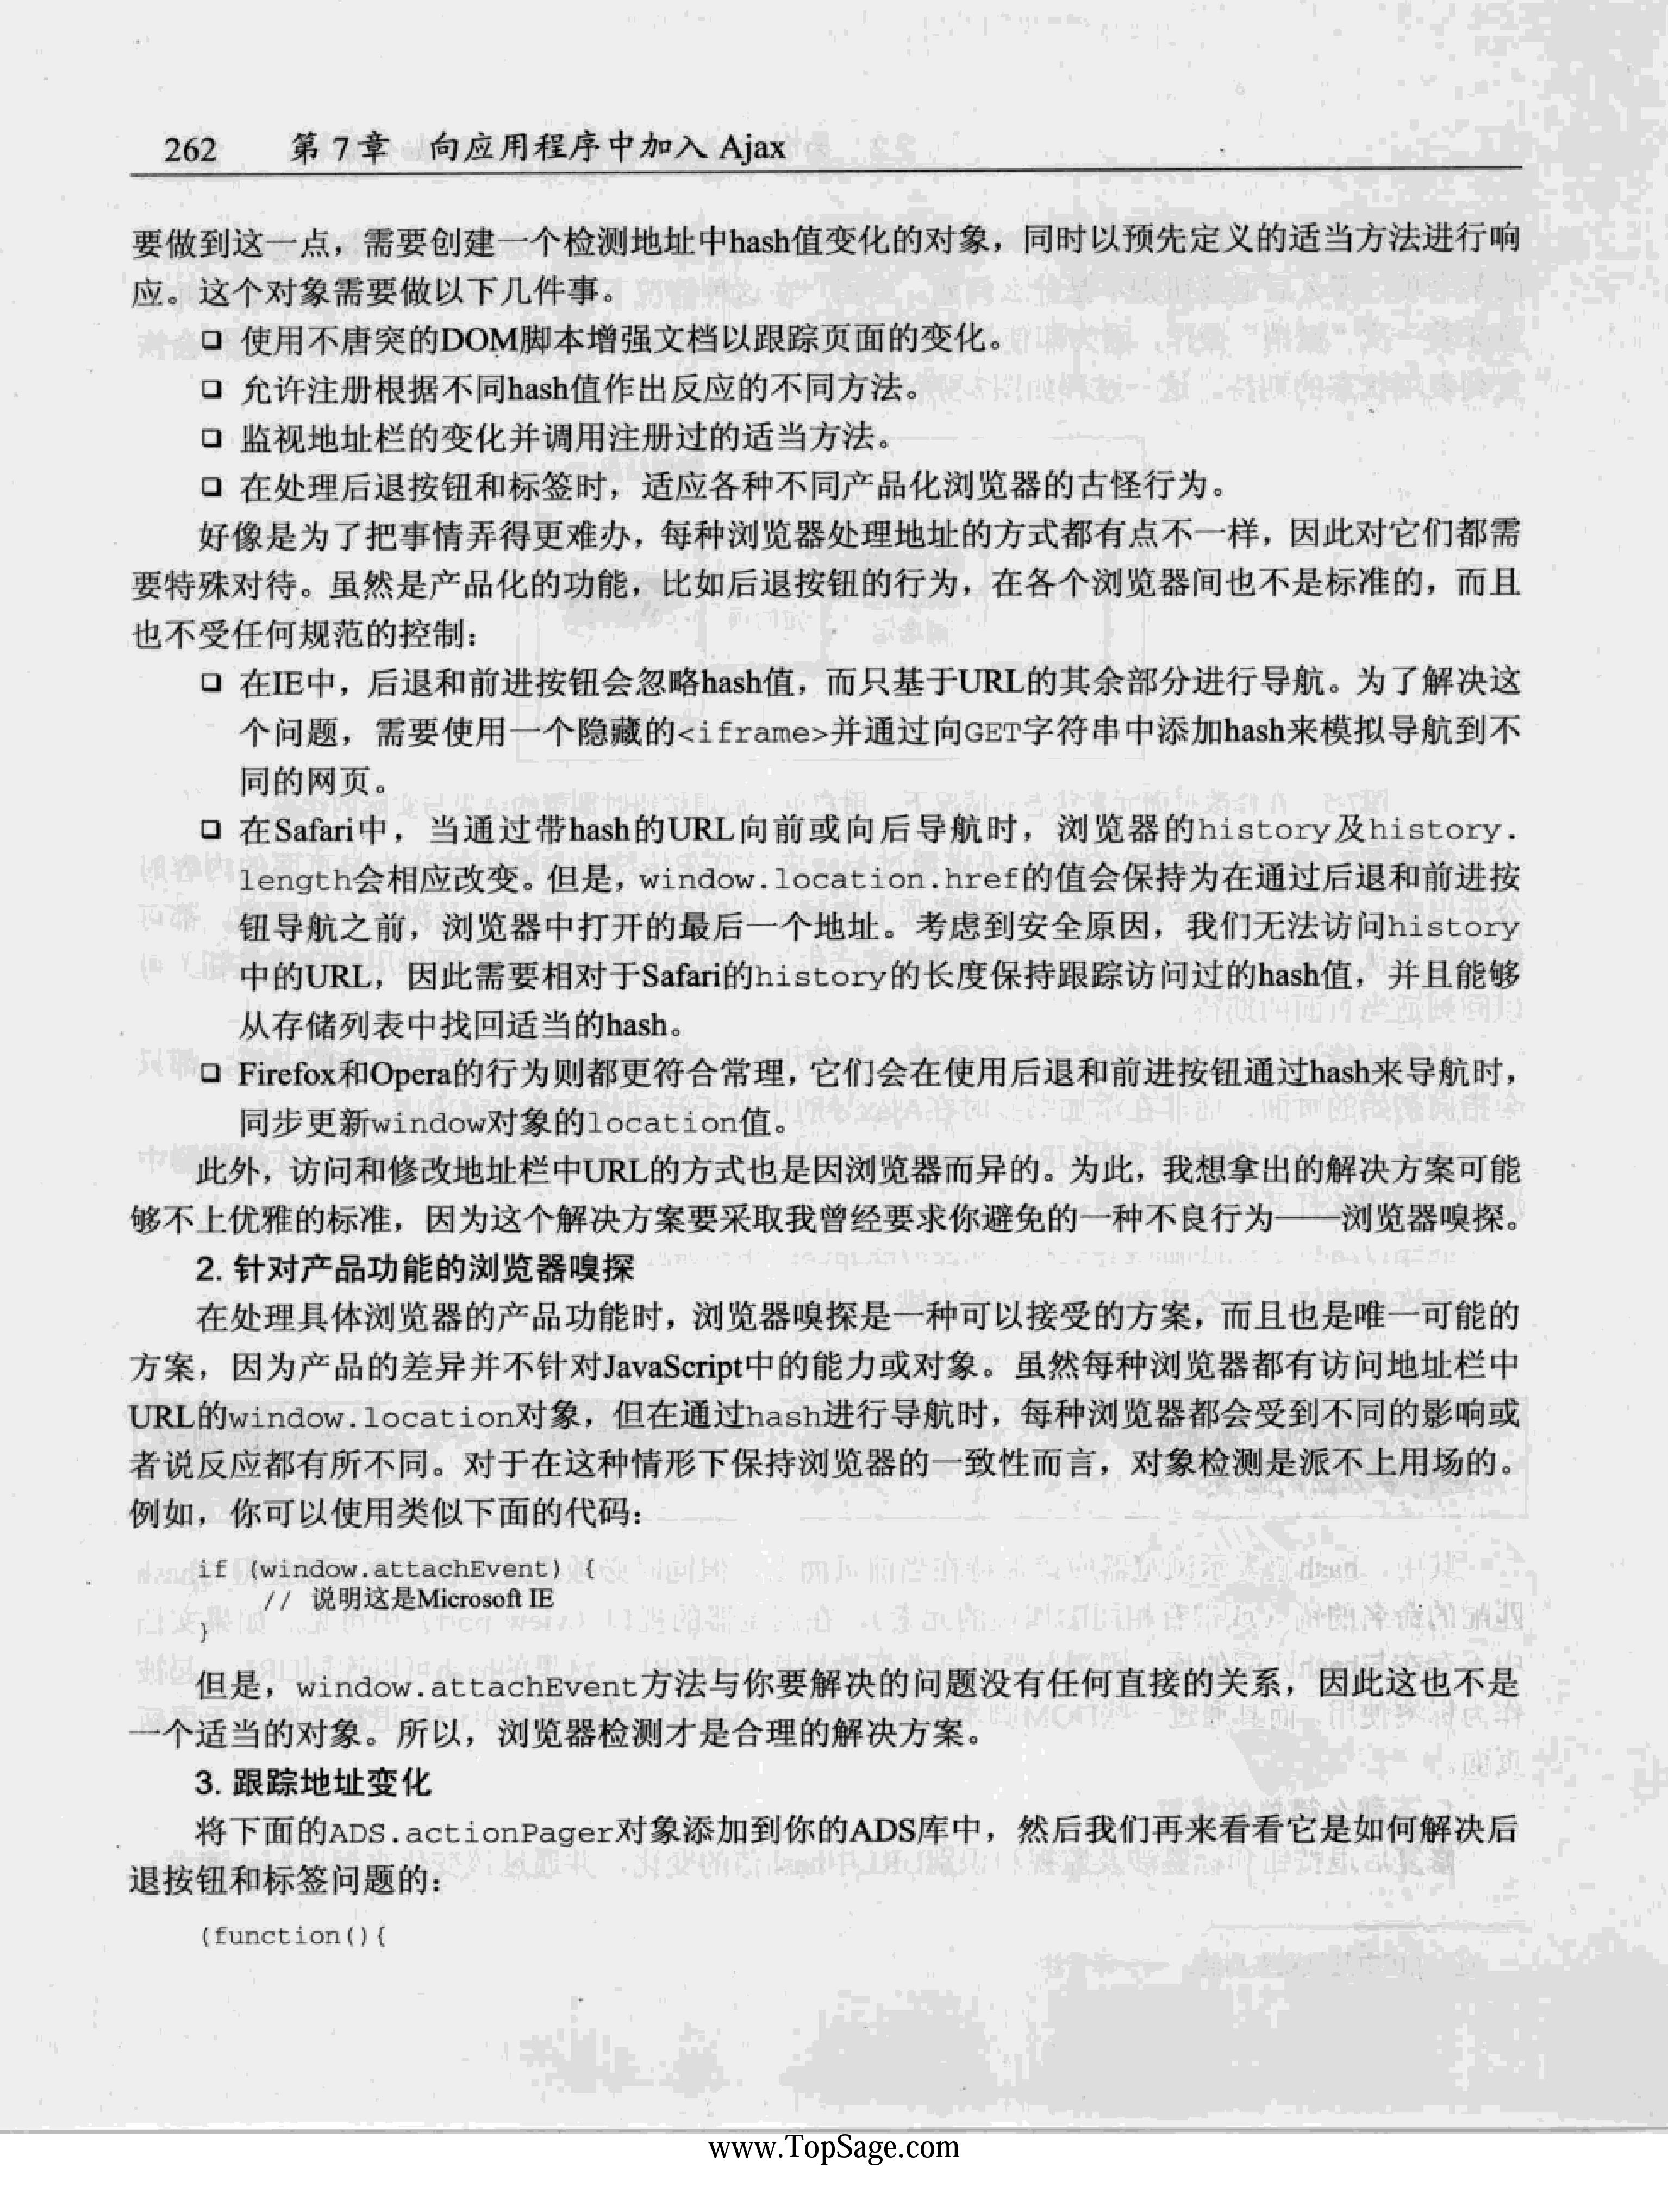 262 第7章 向应用程序中加入 Ajax
要做到这一点，需要创建一个检测地址中hash值变化的对象，同时以预先定义的适当方法进行响
应。这个对象需要做以下几件事。
❑ 使用不唐突的DOM脚本增强文档以跟踪页面的变化。
❑ 允许注册根据不同hash值作出反应的不同方法。
❑ 监视地址栏的变化并调用注册过的适当方法。
❑ 在处理后退按钮和标签时，适应各种不同产品化浏览器的古怪行为。
好像是为了把事情弄得更难办，每种浏览器处理地址的方式都有点不一样，因此对它们都需
要特殊对待。虽然是产品化的功能，比如后退按钮的行为，在各个浏览器间也不是标准的，而且
也不受任何规范的控制：
❑ 在IE中，后退和前进按钮会忽略hash值，而只基于URL的其余部分进行导航。为了解决这
个问题，需要使用一个隐藏的<iframe>并通过向GET字符串中添加hash来模拟导航到不
同的网页。
❑ 在Safari中，当通过带hash的URL向前或向后导航时，浏览器的history及history.
length会相应改变。但是，window.location.href的值会保持为在通过后退和前进按
钮导航之前，浏览器中打开的最后一个地址。考虑到安全原因，我们无法访问history
中的URL，因此需要相对于Safari的history的长度保持跟踪访问过的hash值，并且能够
从存储列表中找回适当的hash。
❑ Firefox和Opera的行为则都更符合常理，它们会在使用后退和前进按钮通过hash来导航时，
同步更新window对象的location值。
此外，访问和修改地址栏中URL的方式也是因浏览器而异的。为此，我想拿出的解决方案可能
够不上优雅的标准，因为这个解决方案要采取我曾经要求你避免的一种不良行为——浏览器嗅探。
2. 针对产品功能的浏览器嗅探
在处理具体浏览器的产品功能时，浏览器嗅探是一种可以接受的方案，而且也是唯一可能的
方案，因为产品的差异并不针对JavaScript中的能力或对象。虽然每种浏览器都有访问地址栏中
URL的window.location对象，但在通过hash进行导航时，每种浏览器都会受到不同的影响或
者说反应都有所不同。对于在这种情形下保持浏览器的一致性而言，对象检测是派不上用场的。
例如，你可以使用类似下面的代码：
if (window.attachEvent) {
// 说明这是Microsoft IE
}
但是，window.attachEvent方法与你要解决的问题没有任何直接的关系，因此这也不是
一个适当的对象。所以，浏览器检测才是合理的解决方案。
3. 跟踪地址变化
将下面的ADS.actionPager对象添加到你的ADS库中，然后我们再来看看它是如何解决后
退按钮和标签问题的：
(function(){
www.TopSage.com